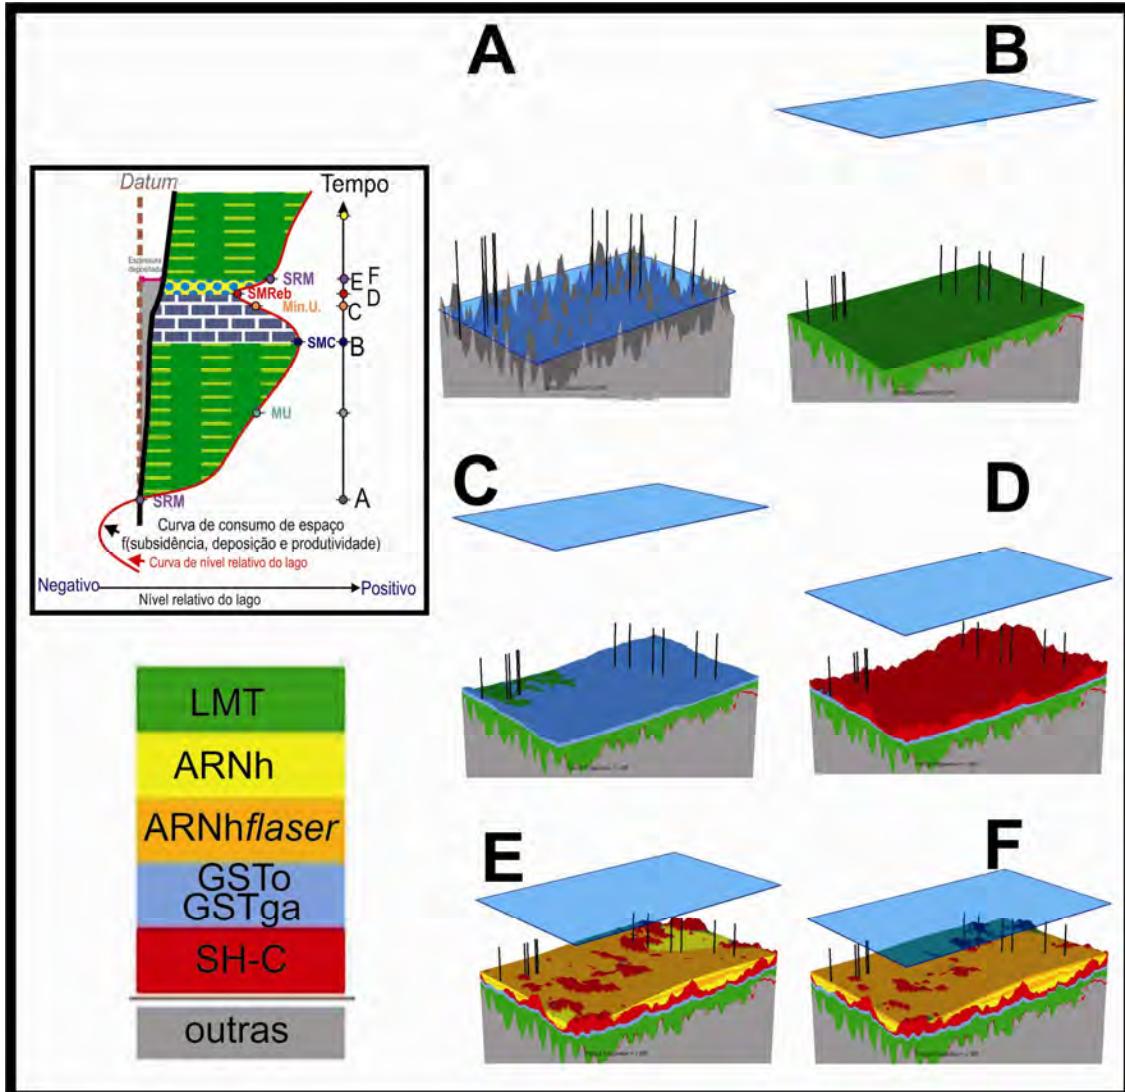 A
B
Datum
Tempo
Espessura
depositada
SRM
F
E
SMReb
D
Min.U.
C
SMC
B
MU
A
SRM
Curva de consumo de espaço
f(subsidência, deposição e produtividade)
Curva de nível relativo do lago
Negativo
Positivo
Nível relativo do lago
C
D
LMT
ARNh
ARNhflaser
GSTo
GSTga
SH-C
outras
E
F